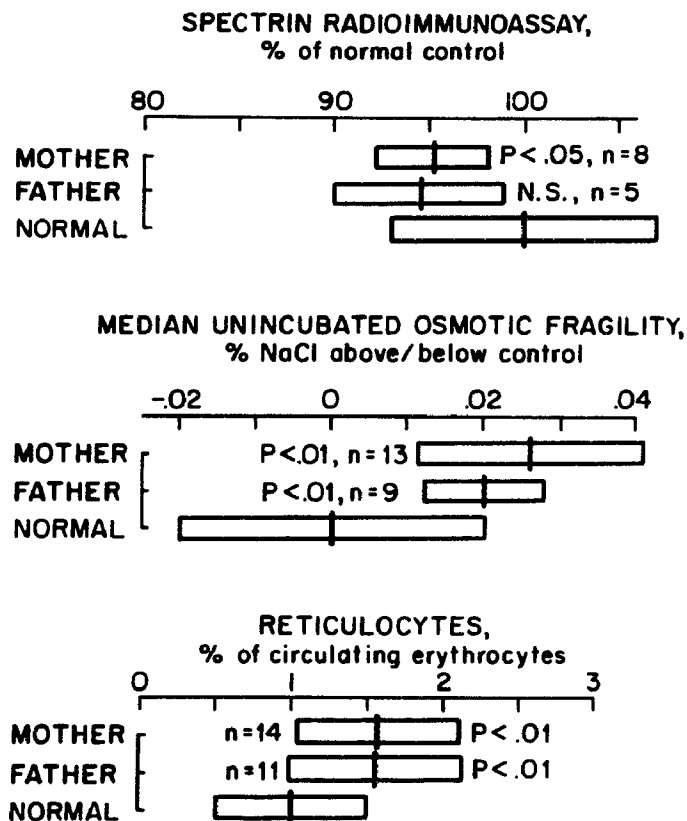 SPECTRIN RADIOIMMUNOASSAY,
% of normal control
80 90 100
MOTHER P<.05, n=8
FATHER N.S., n=5
NORMAL
MEDIAN UNINCUBATED OSMOTIC FRAGILITY,
% NaCl above/below control
-.02 0 .02 .04
MOTHER P<.01, n=13
FATHER P<.01, n=9
NORMAL
RETICULOCYTES,
% of circulating erythrocytes
0 1 2 3
MOTHER n=14 P<.01
FATHER n=11 P<.01
NORMAL